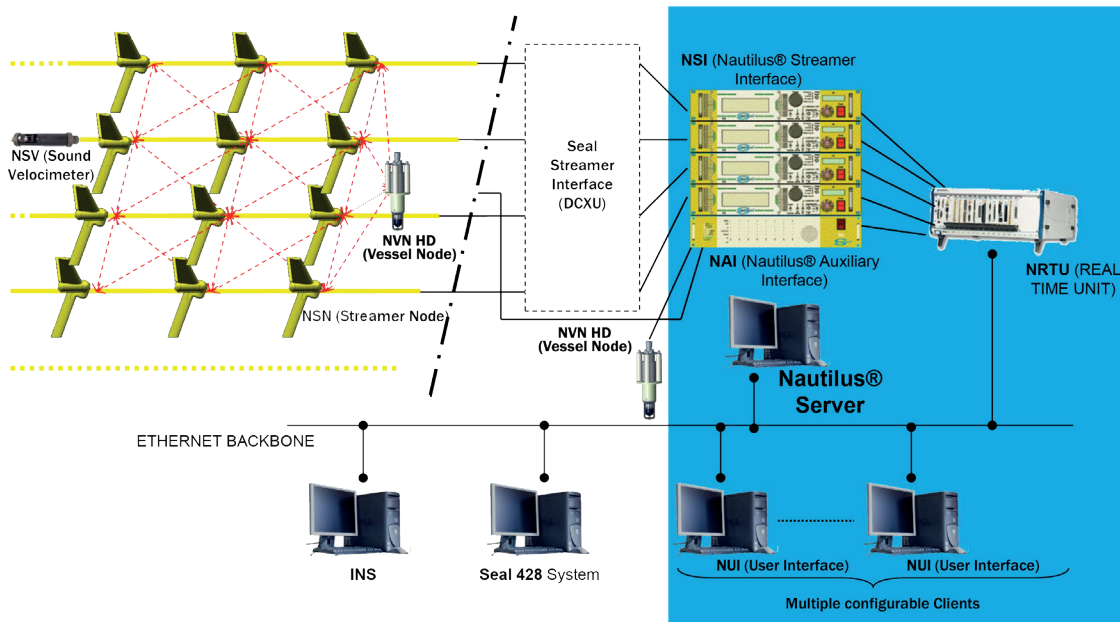 NSI (Nautilus® Streamer
Interface)
Seal
Streamer
Interface
(DCXU)
NSV (Sound
Velocimeter)
NVN HD
(Vessel Node)
NAI (Nautilus® Auxiliary
Interface)
NRTU (REAL
TIME UNIT)
NSN (Streamer Node)
NVN HD
(Vessel Node)
Nautilus®
Server
ETHERNET BACKBONE
INS
Seal 428 System
NUI (User Interface)
NUI (User Interface)
Multiple configurable Clients